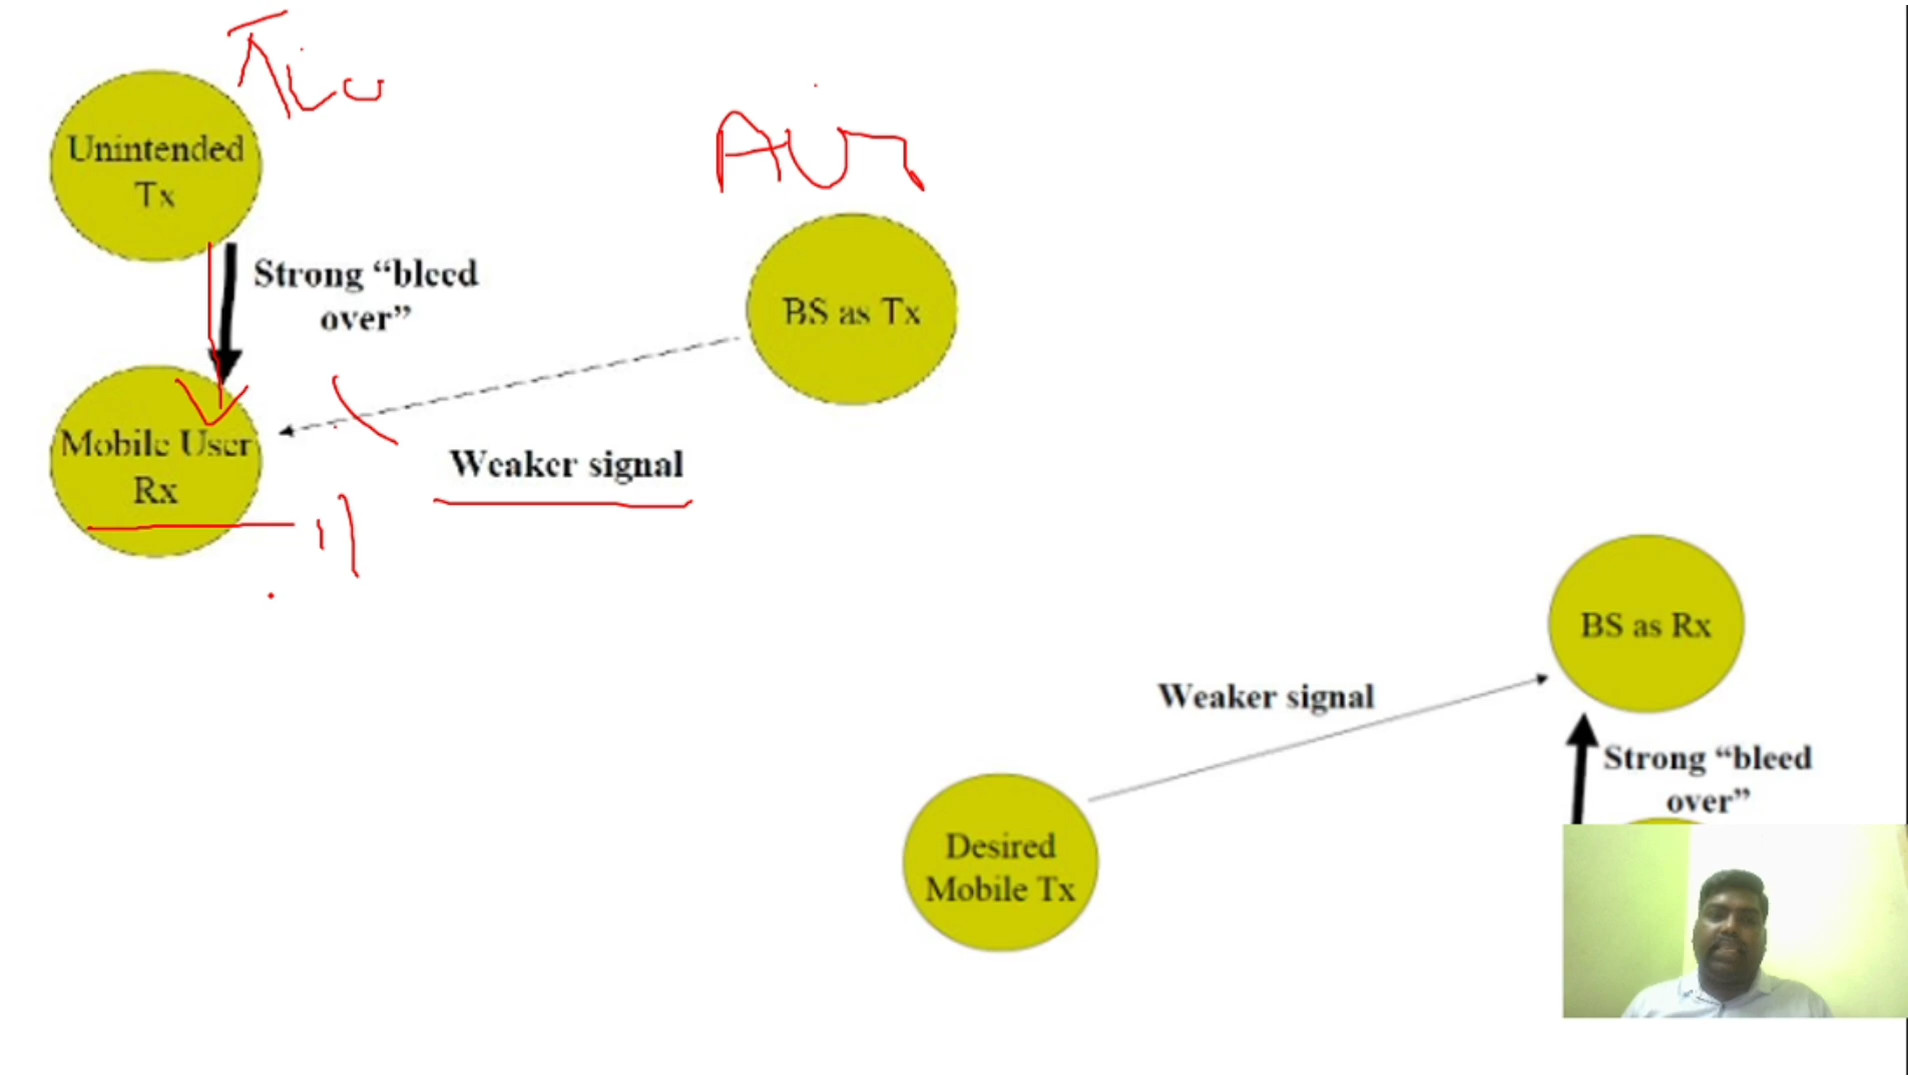 Unintended
Tx
Strong “bleed
over”
Mobile User
Rx
Air
BS as Tx
Weaker signal
BS as Rx
Weaker signal
Strong “bleed
over”
Desired
Mobile Tx